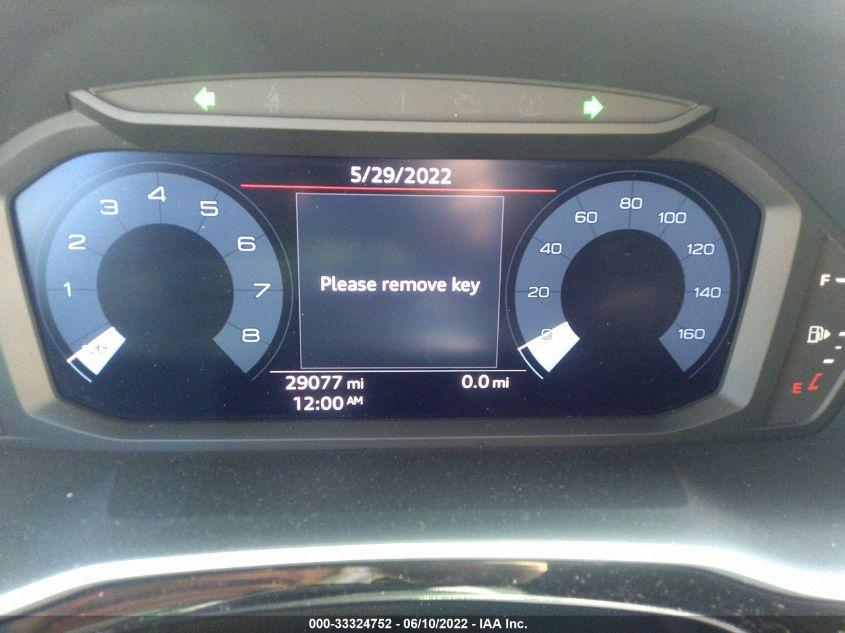 5/29/2022
1 2 3 4 5 6 7 8
Please remove key
0 20 40 60 80 100 120 140 160
29077 mi 0.0 mi
12:00 AM
F
E
000-33324752 - 06/10/2022 - IAA Inc.